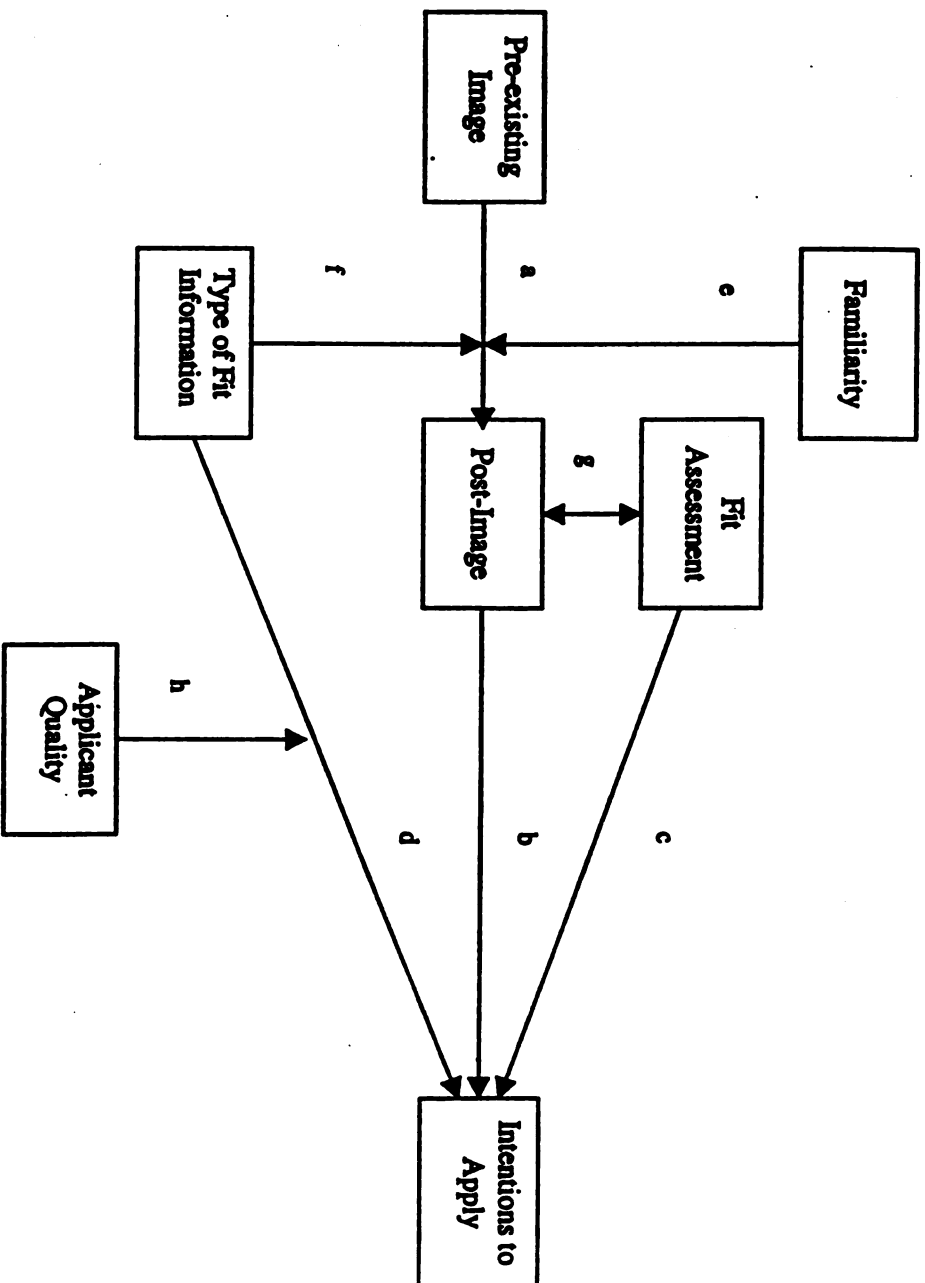 Familiarity
e
Fit
Assessment
g
c
Pre-existing
Image
a
Post-Image
b
Intentions to
Apply
f
d
Type of Fit
Information
h
Applicant
Quality